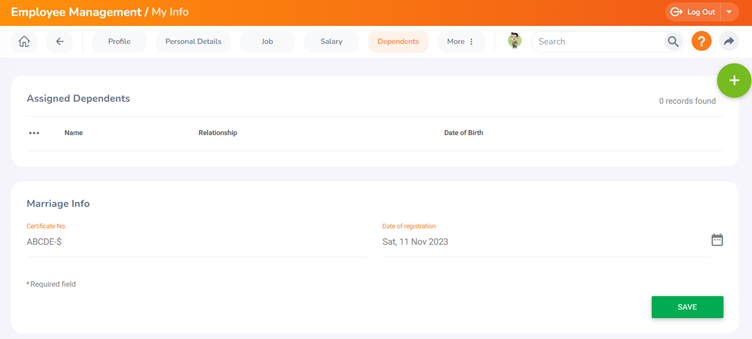 Employee Management / My Info
Log Out
Profile
Personal Details
Job
Salary
Dependents
More
Search
?
+
Assigned Dependents
0 records found
Name Relationship Date of Birth
Marriage Info
Certificate No. Date of registration
ABCDE-$ Sat, 11 Nov 2023
* Required field
SAVE